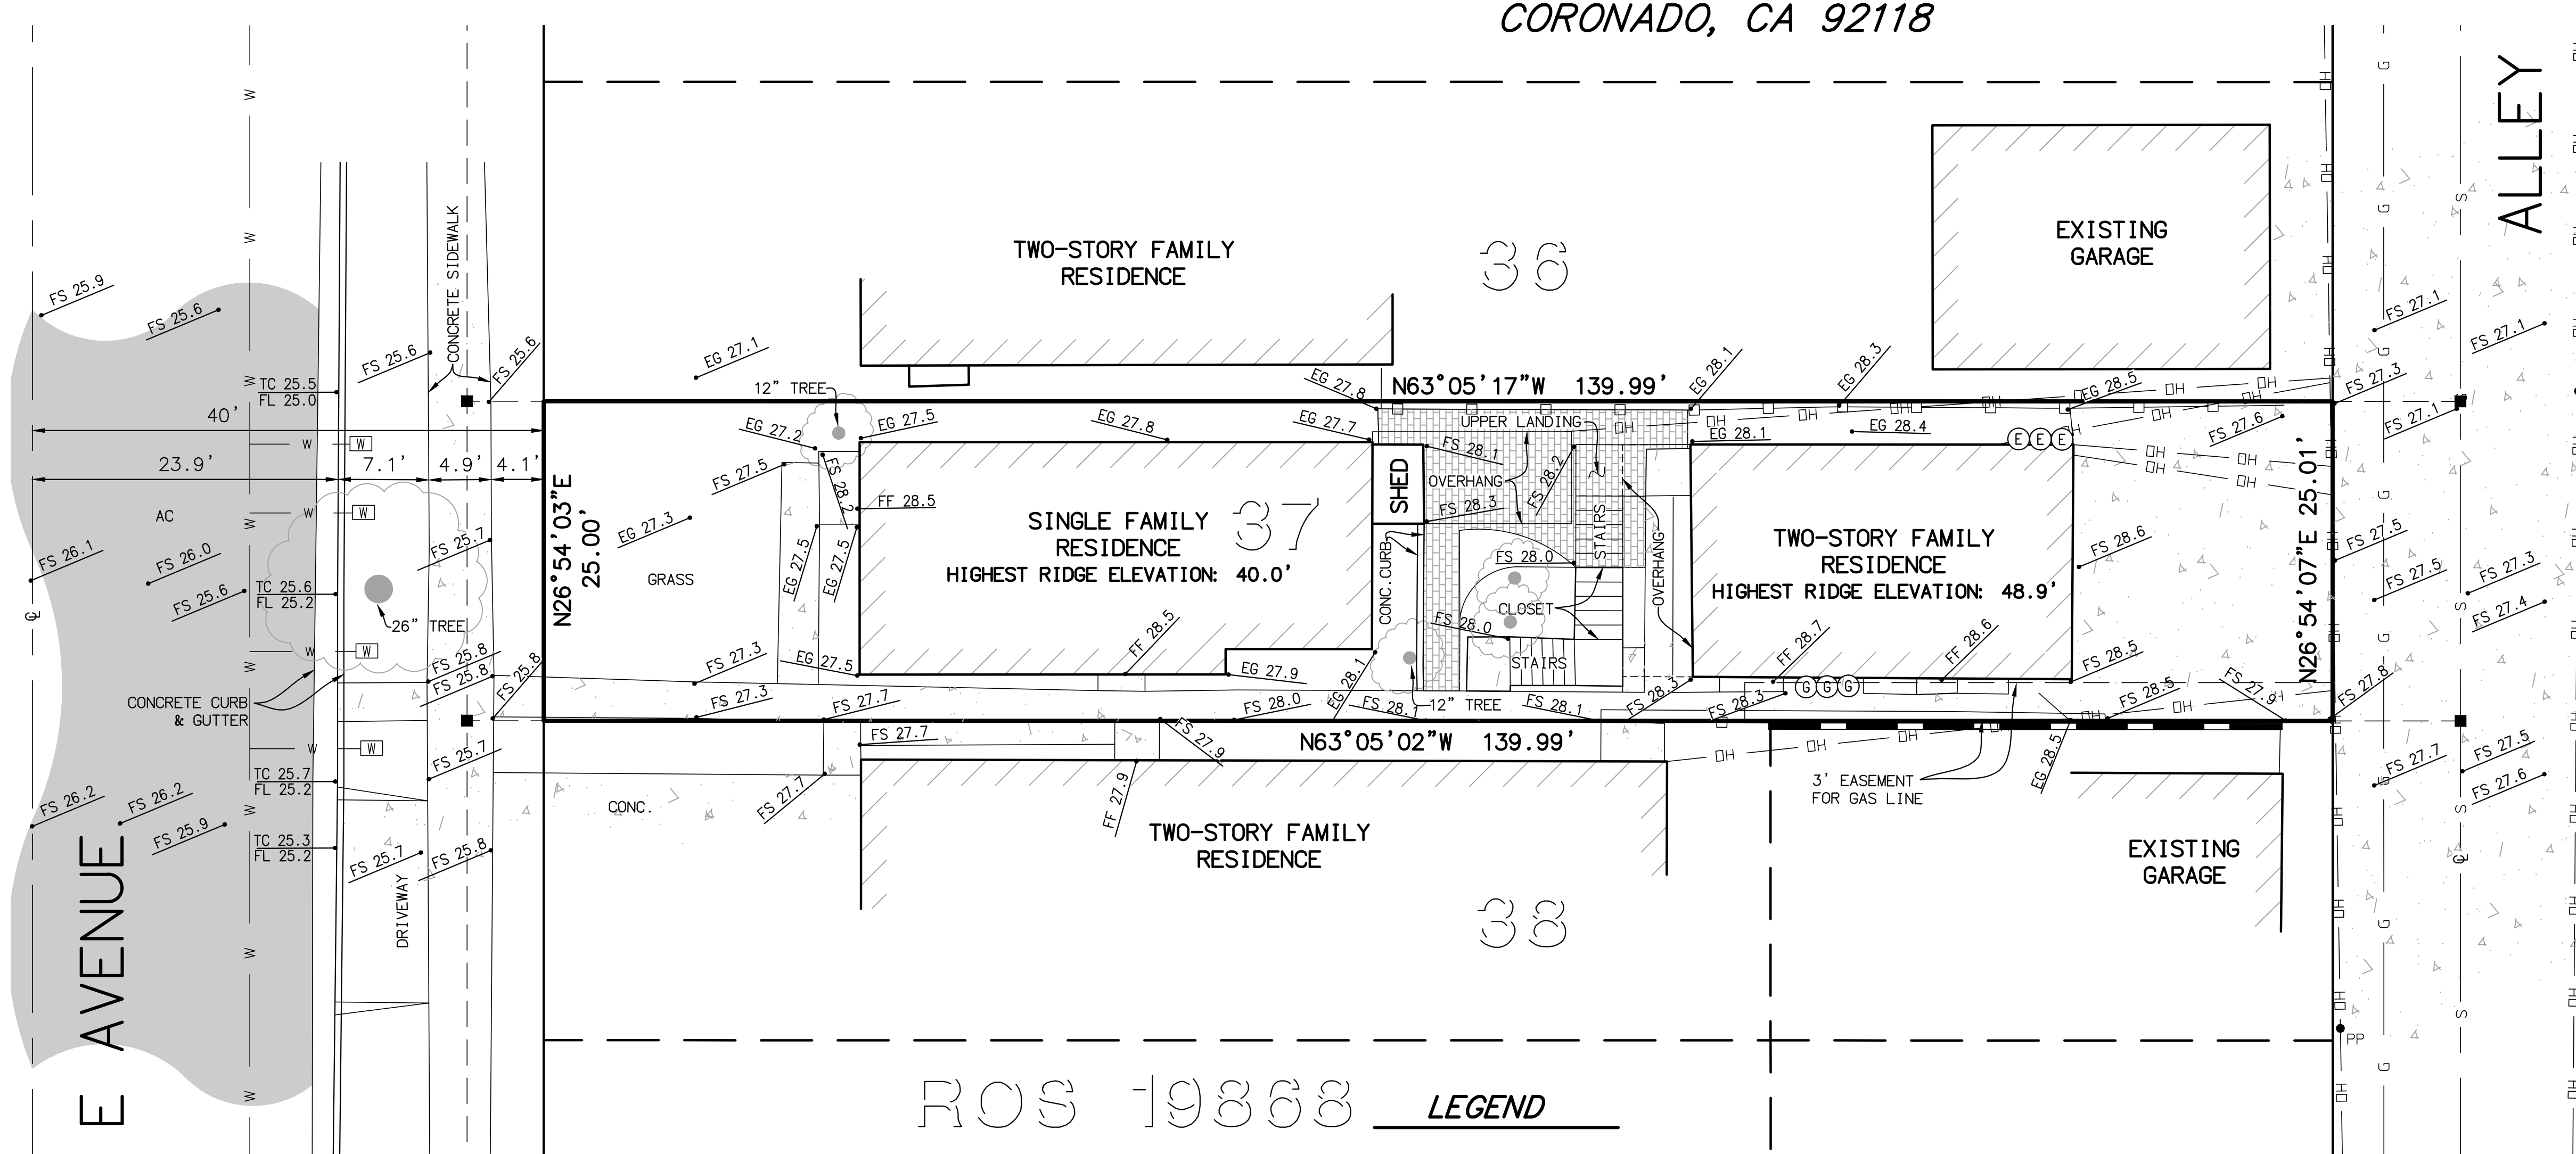 CORONADO, CA 92118
ALLEY
E AVENUE
FS 25.9
FS 25.6
FS 25.6
FS 25.6
CONCRETE SIDEWALK
TC 25.5
FL 25.0
40'
23.9'
7.1'
4.9'
4.1'
AC
FS 26.1
FS 26.0
FS 25.6
TC 25.6
FL 25.2
FS 25.7
26" TREE
FS 25.8
FS 25.8
FS 25.8
CONCRETE CURB
& GUTTER
FS 25.7
TC 25.7
FL 25.2
FS 26.2
FS 26.2
FS 25.9
TC 25.3
FL 25.2
FS 25.7
FS 25.8
DRIVEWAY
TWO-STORY FAMILY
RESIDENCE
36
EXISTING
GARAGE
EG 27.1
12" TREE
EG 27.8
N63°05'17"W 139.99'
EG 28.1
EG 28.3
EG 28.5
EG 27.2
EG 27.5
EG 27.8
EG 27.7
UPPER LANDING
EG 28.1
EG 28.4
E E E
FS 27.6
N26°54'03"E
25.00'
FS 27.5
FS 28.2
FF 28.5
EG 27.3
GRASS
EG 27.5
EG 27.5
SINGLE FAMILY
RESIDENCE
HIGHEST RIDGE ELEVATION: 40.0'
37
SHED
FS 28.1
OVERHANG
FS 28.2
FS 28.3
STAIRS
OVERHANG
CONC. CURB
FS 28.0
CLOSET
FS 28.0
STAIRS
TWO-STORY FAMILY
RESIDENCE
HIGHEST RIDGE ELEVATION: 48.9'
FS 28.6
N26°54'07"E 25.01'
FS 27.3
EG 27.5
FF 28.5
EG 27.9
EG 28.1
FS 28.3
FF 28.7
FF 28.6
FS 28.5
G G G
FS 27.3
FS 27.7
FS 28.0
FS 28.1
12" TREE
FS 28.1
FS 28.3
FS 28.5
FS 27.9
FS 27.8
FS 27.7
FS 27.9
N63°05'02"W 139.99'
CONC.
FS 27.7
FF 27.9
3' EASEMENT
FOR GAS LINE
EG 28.5
TWO-STORY FAMILY
RESIDENCE
38
EXISTING
GARAGE
FS 27.1
FS 27.1
FS 27.3
FS 27.1
FS 27.5
FS 27.5
FS 27.3
FS 27.4
FS 27.7
FS 27.5
FS 27.6
PP
ROS 19868
LEGEND